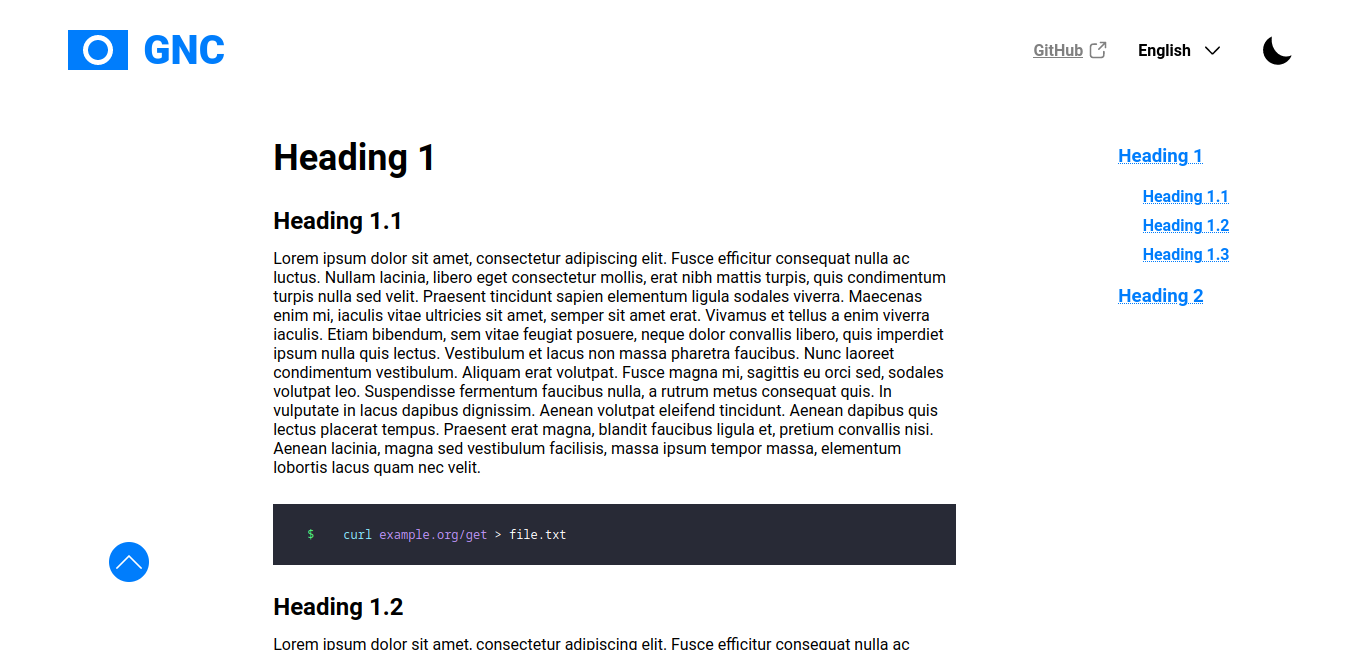 GNC
GitHub
English
Heading 1
Heading 1.1
Lorem ipsum dolor sit amet, consectetur adipiscing elit. Fusce efficitur consequat nulla ac
luctus. Nullam lacinia, libero eget consectetur mollis, erat nibh mattis turpis, quis condimentum
turpis nulla sed velit. Praesent tincidunt sapien elementum ligula sodales viverra. Maecenas
enim mi, iaculis vitae ultricies sit amet, semper sit amet erat. Vivamus et tellus a enim viverra
iaculis. Etiam bibendum, sem vitae feugiat posuere, neque dolor convallis libero, quis imperdiet
ipsum nulla quis lectus. Vestibulum et lacus non massa pharetra faucibus. Nunc laoreet
condimentum vestibulum. Aliquam erat volutpat. Fusce magna mi, sagittis eu orci sed, sodales
volutpat leo. Suspendisse fermentum faucibus nulla, a rutrum metus consequat quis. In
vulputate in lacus dapibus dignissim. Aenean volutpat eleifend tincidunt. Aenean dapibus quis
lectus placerat tempus. Praesent erat magna, blandit faucibus ligula et, pretium convallis nisi.
Aenean lacinia, magna sed vestibulum facilisis, massa ipsum tempor massa, elementum
lobortis lacus quam nec velit.
$ curl example.org/get > file.txt
Heading 1.2
Lorem ipsum dolor sit amet, consectetur adipiscing elit. Fusce efficitur consequat nulla ac
Heading 1
Heading 1.1
Heading 1.2
Heading 1.3
Heading 2